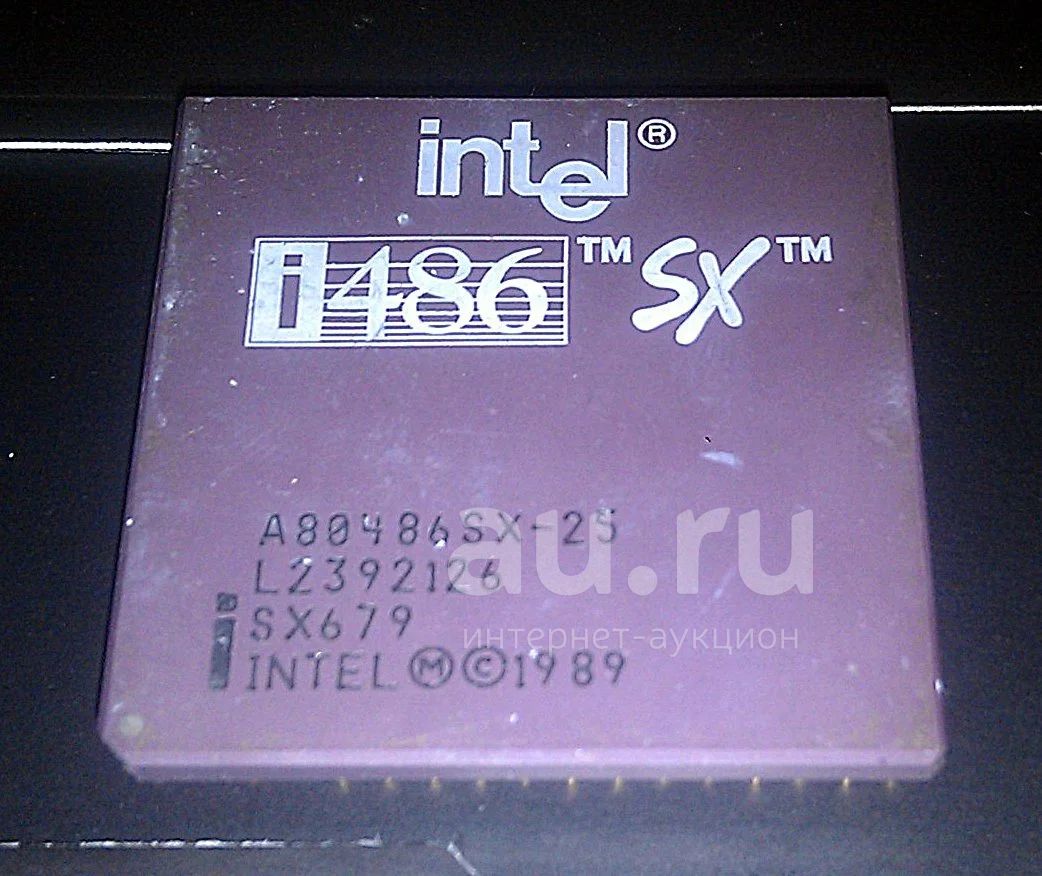 intel®
i486™ SX™
A80486SX-25
L2392126
SX679
i INTEL Ⓜ©1989
au.ru
интернет-аукцион